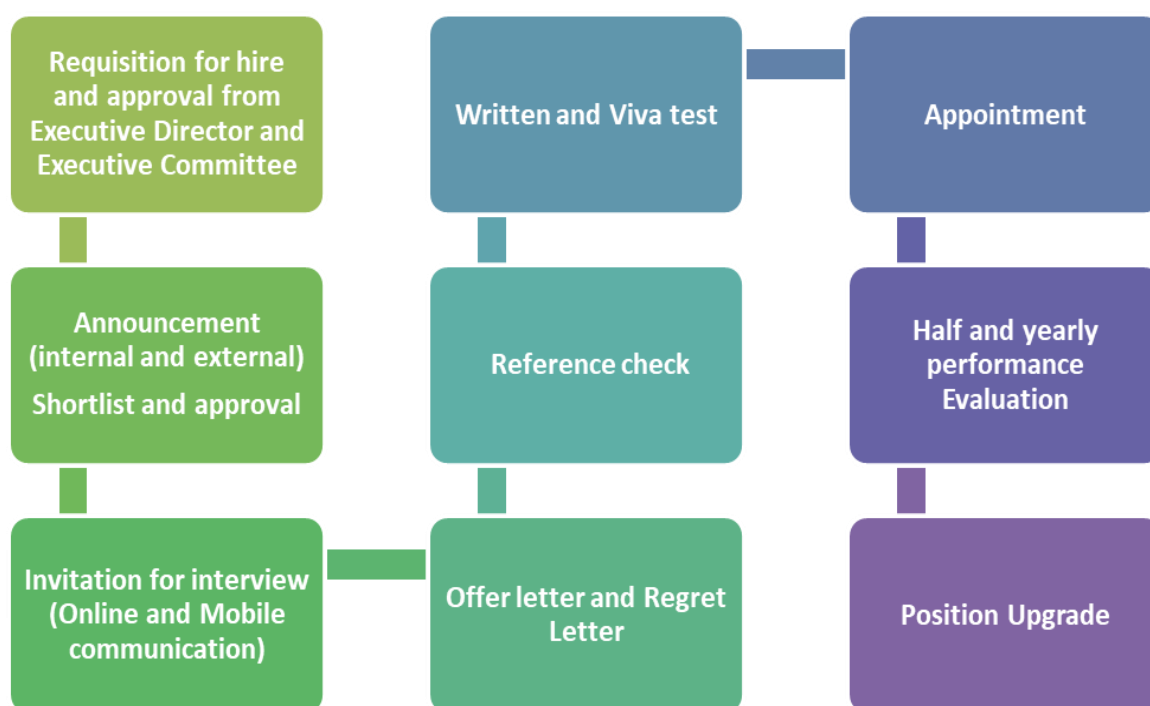 Requisition for hire
and approval from
Executive Director and
Executive Committee
Announcement
(internal and external)
Shortlist and approval
Invitation for interview
(Online and Mobile
communication)
Offer letter and Regret
Letter
Reference check
Written and Viva test
Appointment
Half and yearly
performance
Evaluation
Position Upgrade